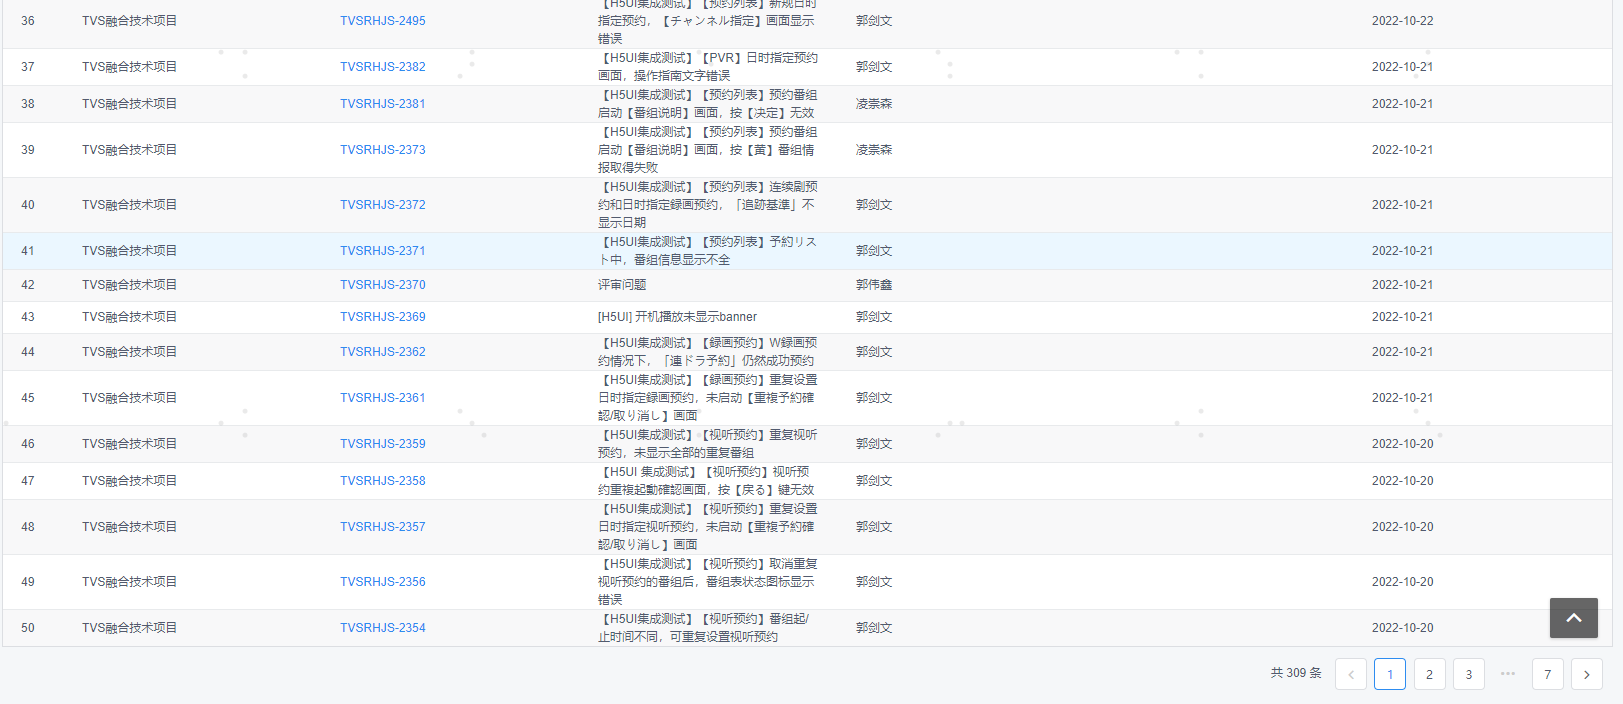 【H5UI集成测试】【预约列表】新规日时
36 TVS融合技术项目 TVSRHJS-2495 指定预约，【チャンネル指定】画面显示 郭剑文 2022-10-22
错误
【H5UI集成测试】【PVR】日时指定预约
37 TVS融合技术项目 TVSRHJS-2382 画面，操作指南文字错误 郭剑文 2022-10-21
【H5UI集成测试】【预约列表】预约番组
38 TVS融合技术项目 TVSRHJS-2381 启动【番组说明】画面，按【决定】无效 凌崇森 2022-10-21
【H5UI集成测试】【预约列表】预约番组
39 TVS融合技术项目 TVSRHJS-2373 启动【番组说明】画面，按【黄】番组情 凌崇森 2022-10-21
报取得失败
【H5UI集成测试】【预约列表】连续剧预
40 TVS融合技术项目 TVSRHJS-2372 约和日时指定録画预约，「追跡基準」不 郭剑文 2022-10-21
显示日期
【H5UI集成测试】【预约列表】予約リス
41 TVS融合技术项目 TVSRHJS-2371 ト中，番组信息显示不全 郭剑文 2022-10-21
42 TVS融合技术项目 TVSRHJS-2370 评审问题 郭伟鑫 2022-10-21
43 TVS融合技术项目 TVSRHJS-2369 [H5UI] 开机播放未显示banner 郭剑文 2022-10-21
【H5UI集成测试】【録画预约】W録画预
44 TVS融合技术项目 TVSRHJS-2362 约情况下，「連ドラ予約」仍然成功预约 郭剑文 2022-10-21
【H5UI集成测试】【録画预约】重复设置
45 TVS融合技术项目 TVSRHJS-2361 日时指定録画预约，未启动【重複予約確 郭剑文 2022-10-21
認/取り消し】画面
【H5UI集成测试】【视听预约】重复视听
46 TVS融合技术项目 TVSRHJS-2359 预约，未显示全部的重复番组 郭剑文 2022-10-20
【H5UI 集成测试】【视听预约】视听预
47 TVS融合技术项目 TVSRHJS-2358 约重複起動確認画面，按【戻る】键无效 郭剑文 2022-10-20
【H5UI集成测试】【视听预约】重复设置
48 TVS融合技术项目 TVSRHJS-2357 日时指定视听预约，未启动【重複予約確 郭剑文 2022-10-20
認/取り消し】画面
【H5UI集成测试】【视听预约】取消重复
49 TVS融合技术项目 TVSRHJS-2356 视听预约的番组后，番组表状态图标显示 郭剑文 2022-10-20
错误
【H5UI集成测试】【视听预约】番组起/
50 TVS融合技术项目 TVSRHJS-2354 止时间不同，可重复设置视听预约 郭剑文 2022-10-20
共 309 条 < 1 2 3 ••• 7 >